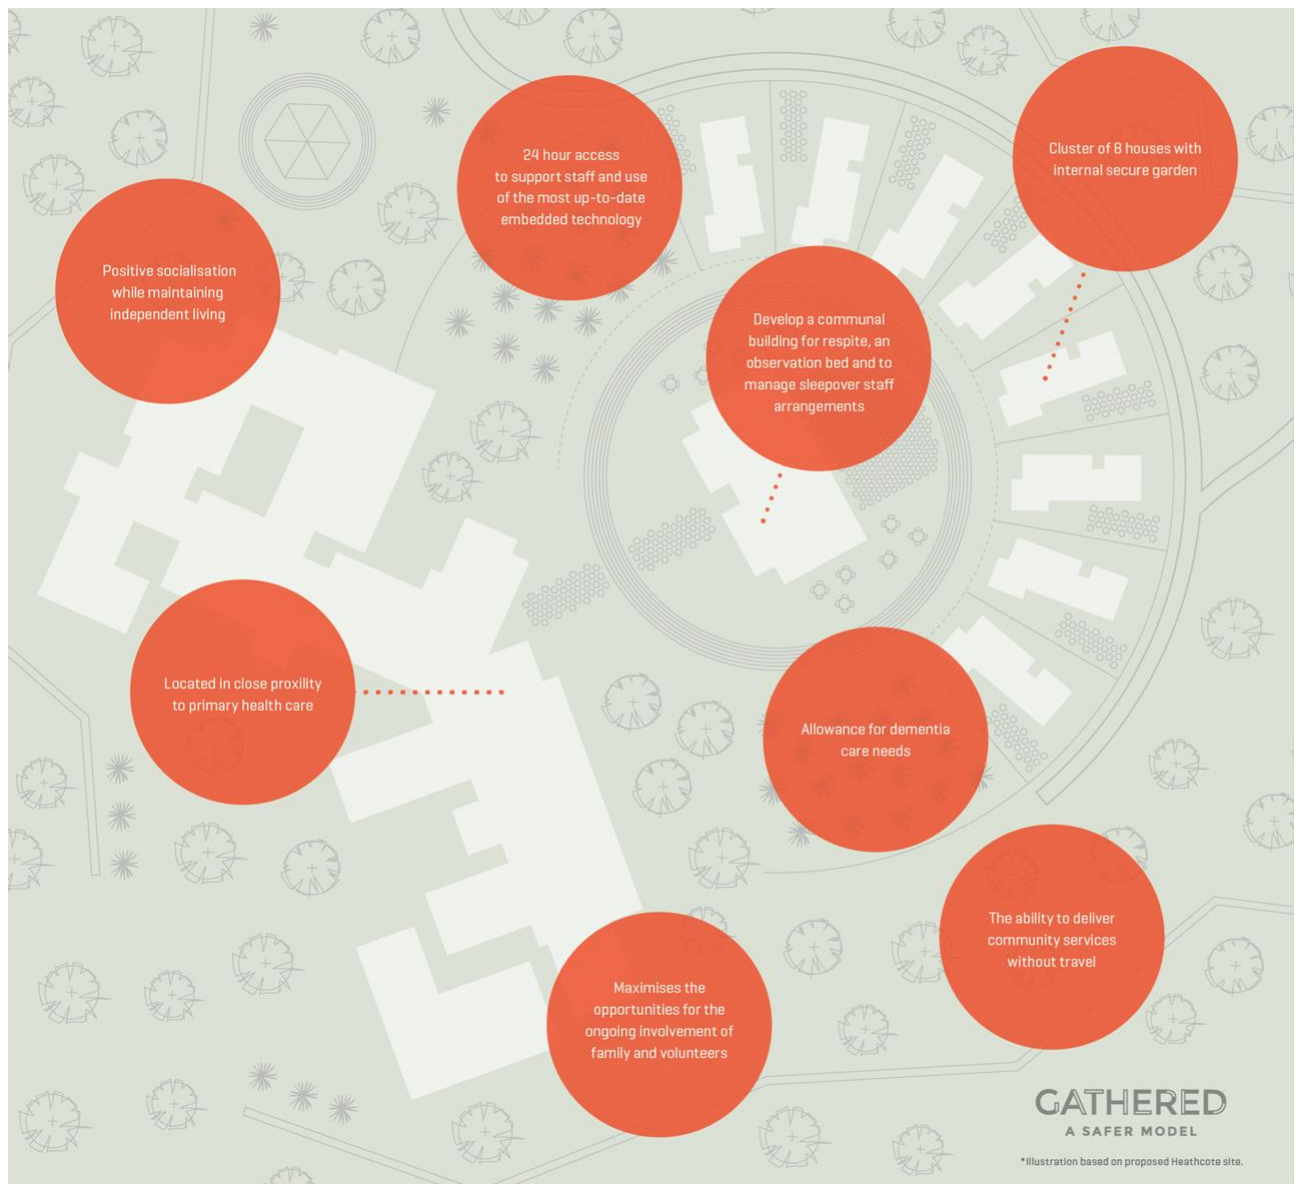 24 hour access
to support staff and use
of the most up-to-date
embedded technology
Cluster of 8 houses with
internal secure garden
Positive socialisation
while maintaining
independent living
Develop a communal
building for respite, an
observation bed and to
manage sleepover staff
arrangements
Located in close proxility
to primary health care
Allowance for dementia
care needs
The ability to deliver
community services
without travel
Maximises the
opportunities for the
ongoing involvement of
family and volunteers
GATHERED
A SAFER MODEL
*Illustration based on proposed Heathcote site.